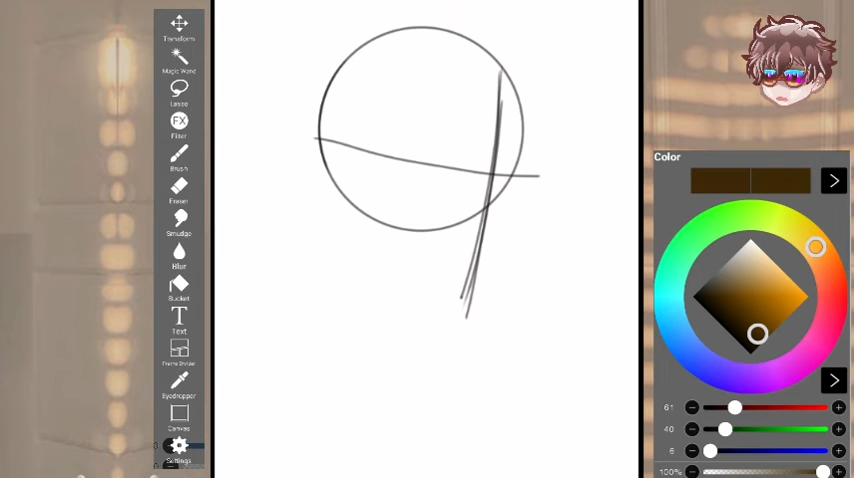 Transform
Magic Wand
Lasso
FX
Filter
Brush
Eraser
Smudge
Blur
Bucket
T
Text
Frame Divider
Eyedropper
Canvas
Settings
Color
61
40
6
100%